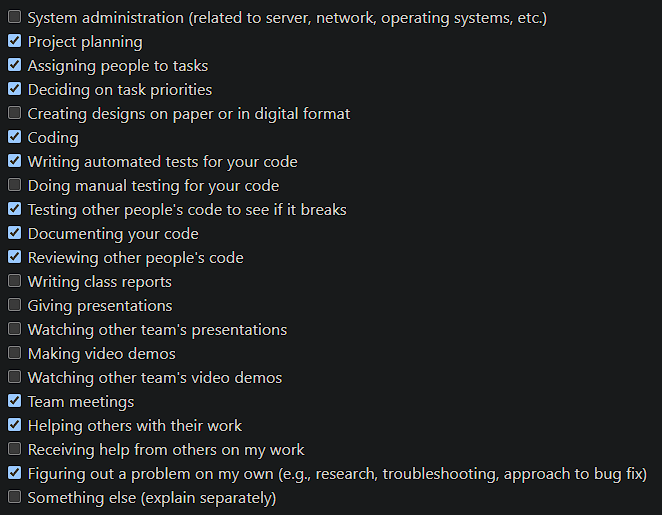 System administration (related to server, network, operating systems, etc.)
Project planning
Assigning people to tasks
Deciding on task priorities
Creating designs on paper or in digital format
Coding
Writing automated tests for your code
Doing manual testing for your code
Testing other people's code to see if it breaks
Documenting your code
Reviewing other people's code
Writing class reports
Giving presentations
Watching other team's presentations
Making video demos
Watching other team's video demos
Team meetings
Helping others with their work
Receiving help from others on my work
Figuring out a problem on my own (e.g., research, troubleshooting, approach to bug fix)
Something else (explain separately)